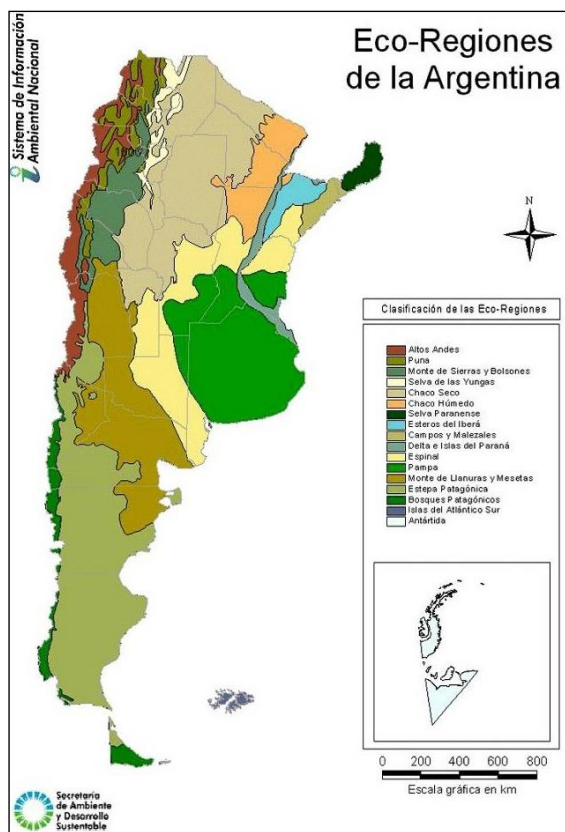 Sistema de Información
Ambiental Nacional
Eco-Regiones
de la Argentina
N
Clasificación de las Eco-Regiones
Altos Andes
Puna
Monte de Sierras y Bolsones
Selva de las Yungas
Chaco Seco
Chaco Húmedo
Selva Paranense
Esteros del Iberá
Campos y Malezales
Delta e Islas del Paraná
Espinal
Pampa
Monte de Llanuras y Mesetas
Estepa Patagónica
Bosques Patagónicos
Islas del Atlántico Sur
Antártida
0 200 400 600 800
Escala gráfica en km
Secretaría
de Ambiente
y Desarrollo
Sustentable